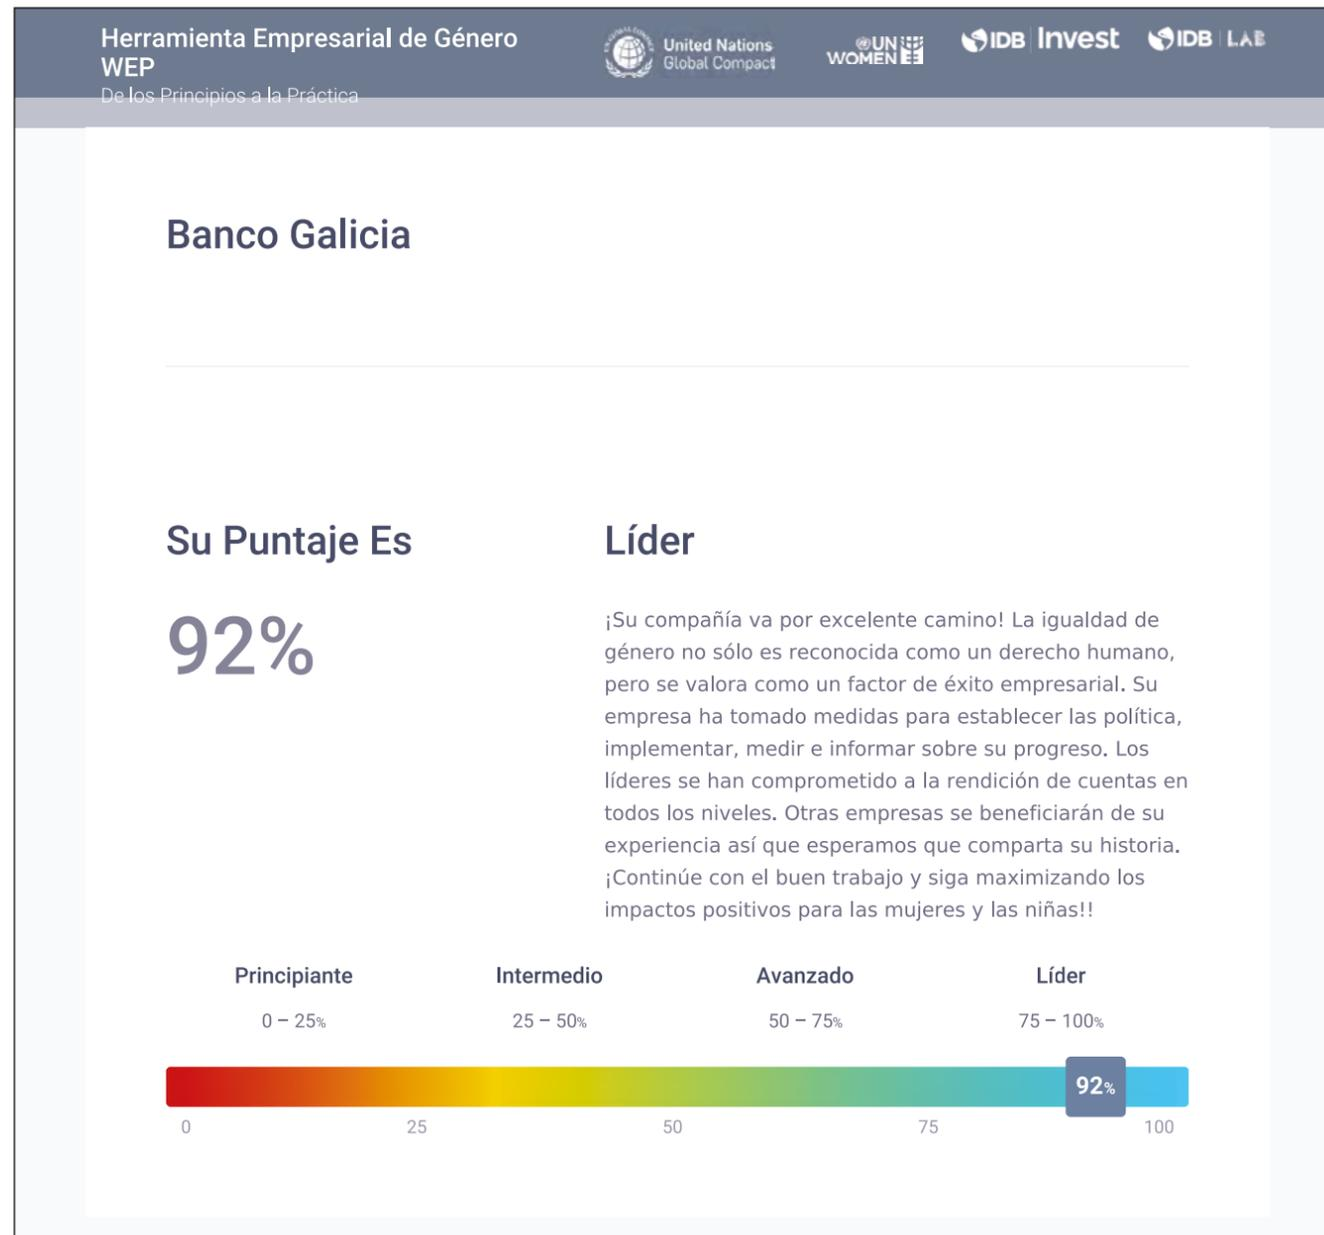 Herramienta Empresarial de Género
WEP
De los Principios a la Práctica
United Nations
Global Compact
UN
WOMEN
IDB Invest
IDB LAB
Banco Galicia
Su Puntaje Es
92%
Líder
¡Su compañía va por excelente camino! La igualdad de
género no sólo es reconocida como un derecho humano,
pero se valora como un factor de éxito empresarial. Su
empresa ha tomado medidas para establecer las política,
implementar, medir e informar sobre su progreso. Los
líderes se han comprometido a la rendición de cuentas en
todos los niveles. Otras empresas se beneficiarán de su
experiencia así que esperamos que comparta su historia.
¡Continúe con el buen trabajo y siga maximizando los
impactos positivos para las mujeres y las niñas!!
Principiante Intermedio Avanzado Líder
0 – 25% 25 – 50% 50 – 75% 75 – 100%
92%
0 25 50 75 100